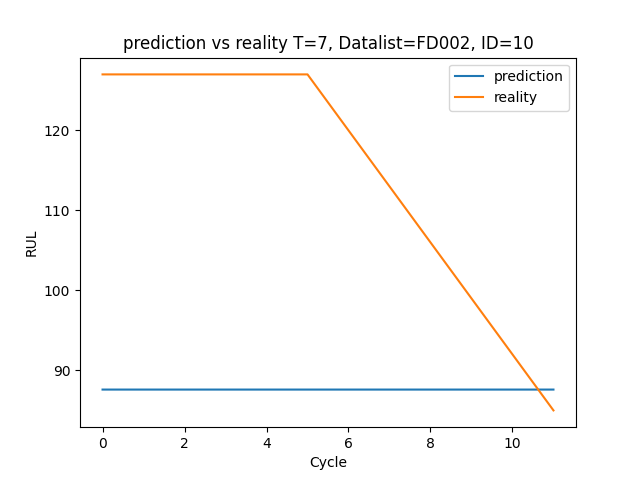 prediction vs reality T=7, Datalist=FD002, ID=10
prediction
reality
120
110
100
90
RUL
0 2 4 6 8 10
Cycle